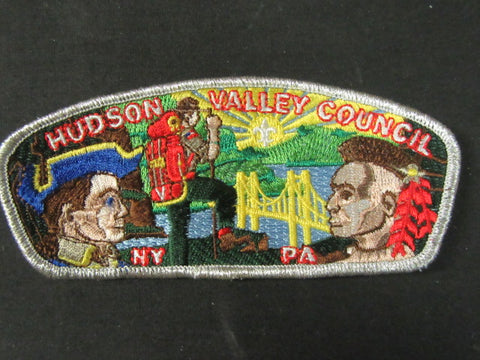 HUDSON VALLEY COUNCIL
NY PA